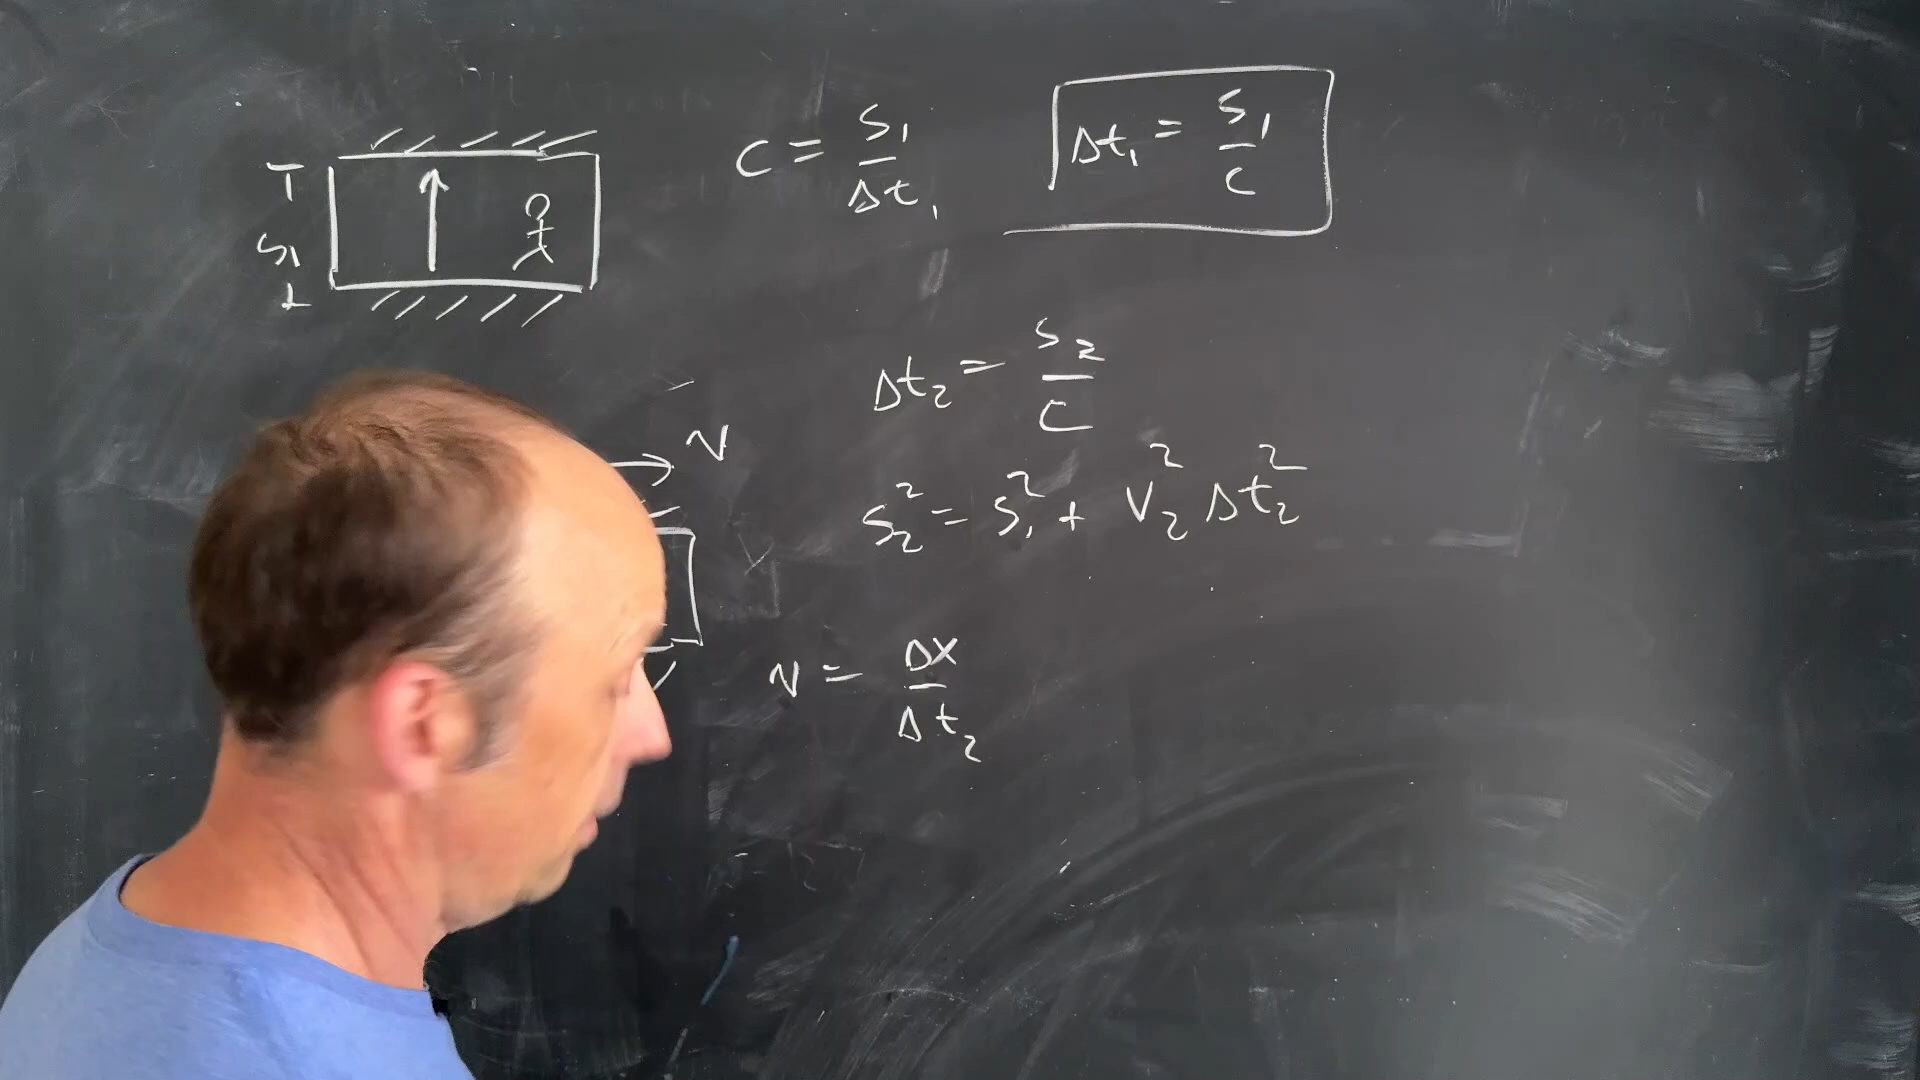 C = S₁/Δt₁
Δt₁ = S₁/C
S₁
Δt₂ = S₂/C
v
S₂² = S₁² + V₂² Δt₂²
v = Δx/Δt₂